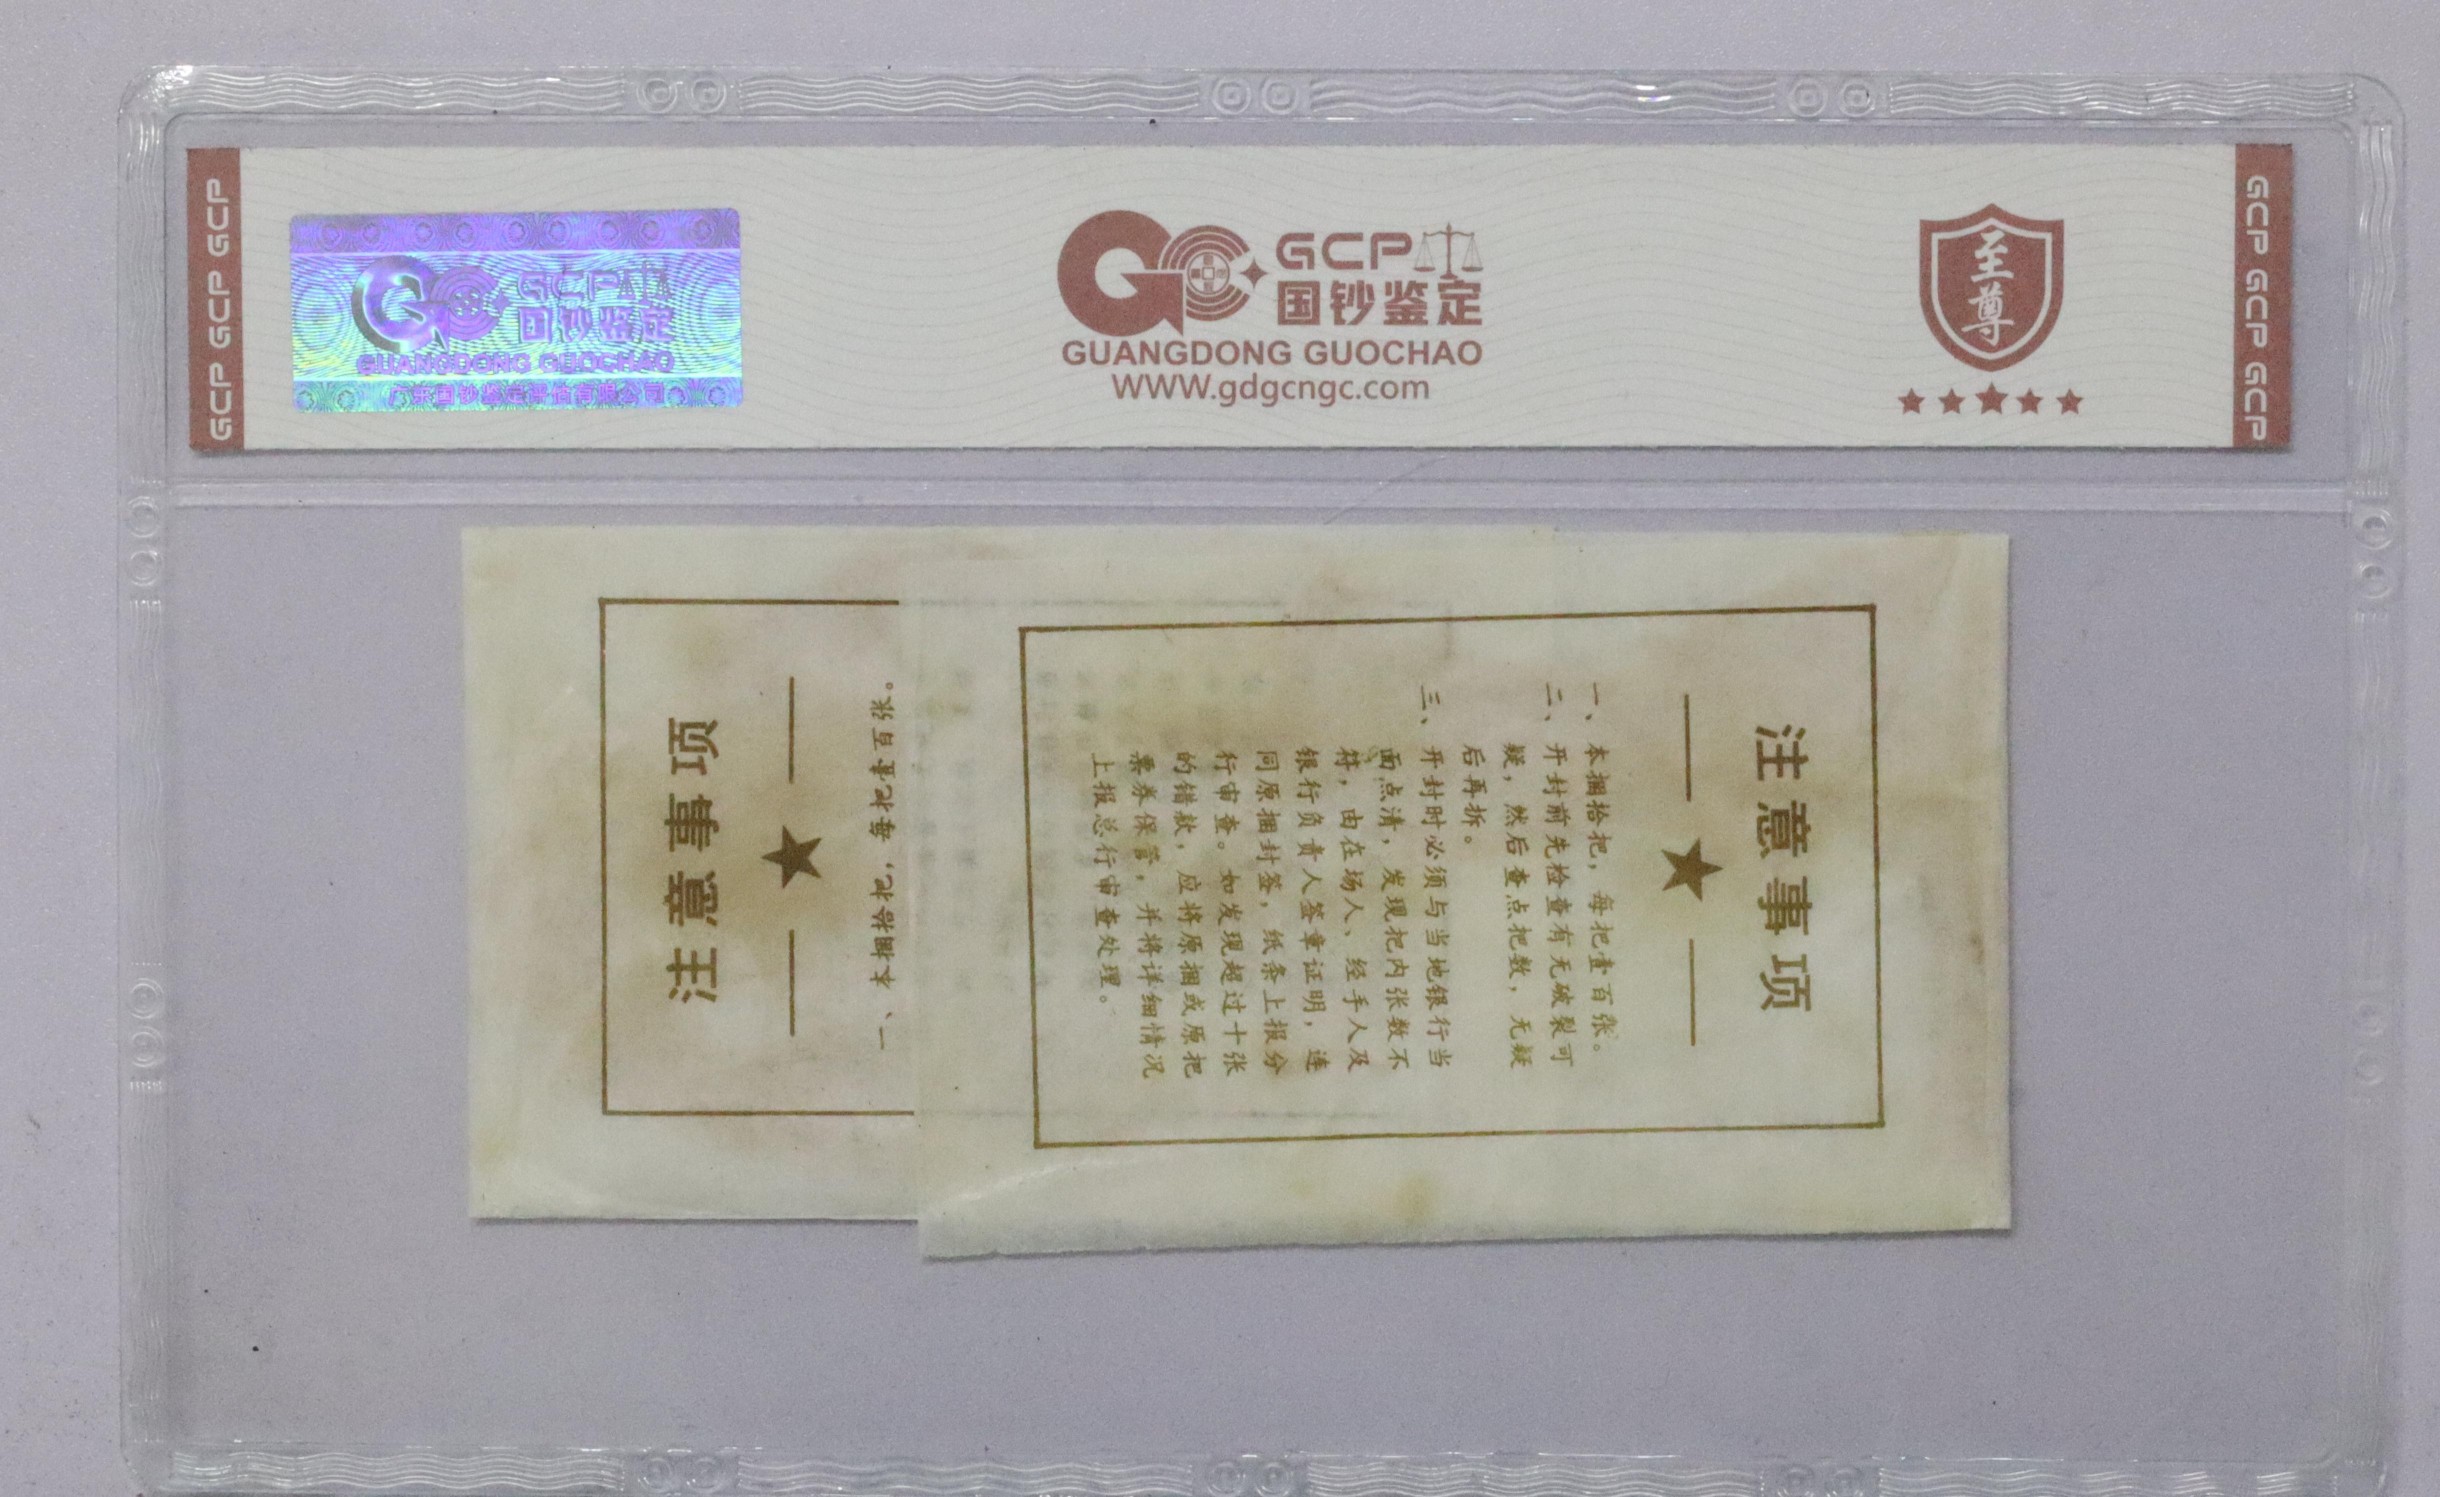 GCP GCP GCP
GCP
国钞鉴定
GUANGDONG GUOCHAO
广东国钞鉴定评估有限公司
GCP
国钞鉴定
GUANGDONG GUOCHAO
WWW.gdgcngc.com
至尊
GCP GCP GCP
注意事项
一、本捆拾把，每把壹百张。
注意事项
一、本捆拾把，每把壹百张。
二、开封前先检查有无破裂可
疑，然后查点把数，无疑
后再拆。
三、开封时必须与当地银行当
面点清，发现把内张数不
符，由在场人、经手人及
银行负责人签章证明，连
同原捆封签，纸条上报分
行审查。如发现超过十张
的错款，应将原捆或原把
票券保管，并将详细情况
上报总行审查处理。